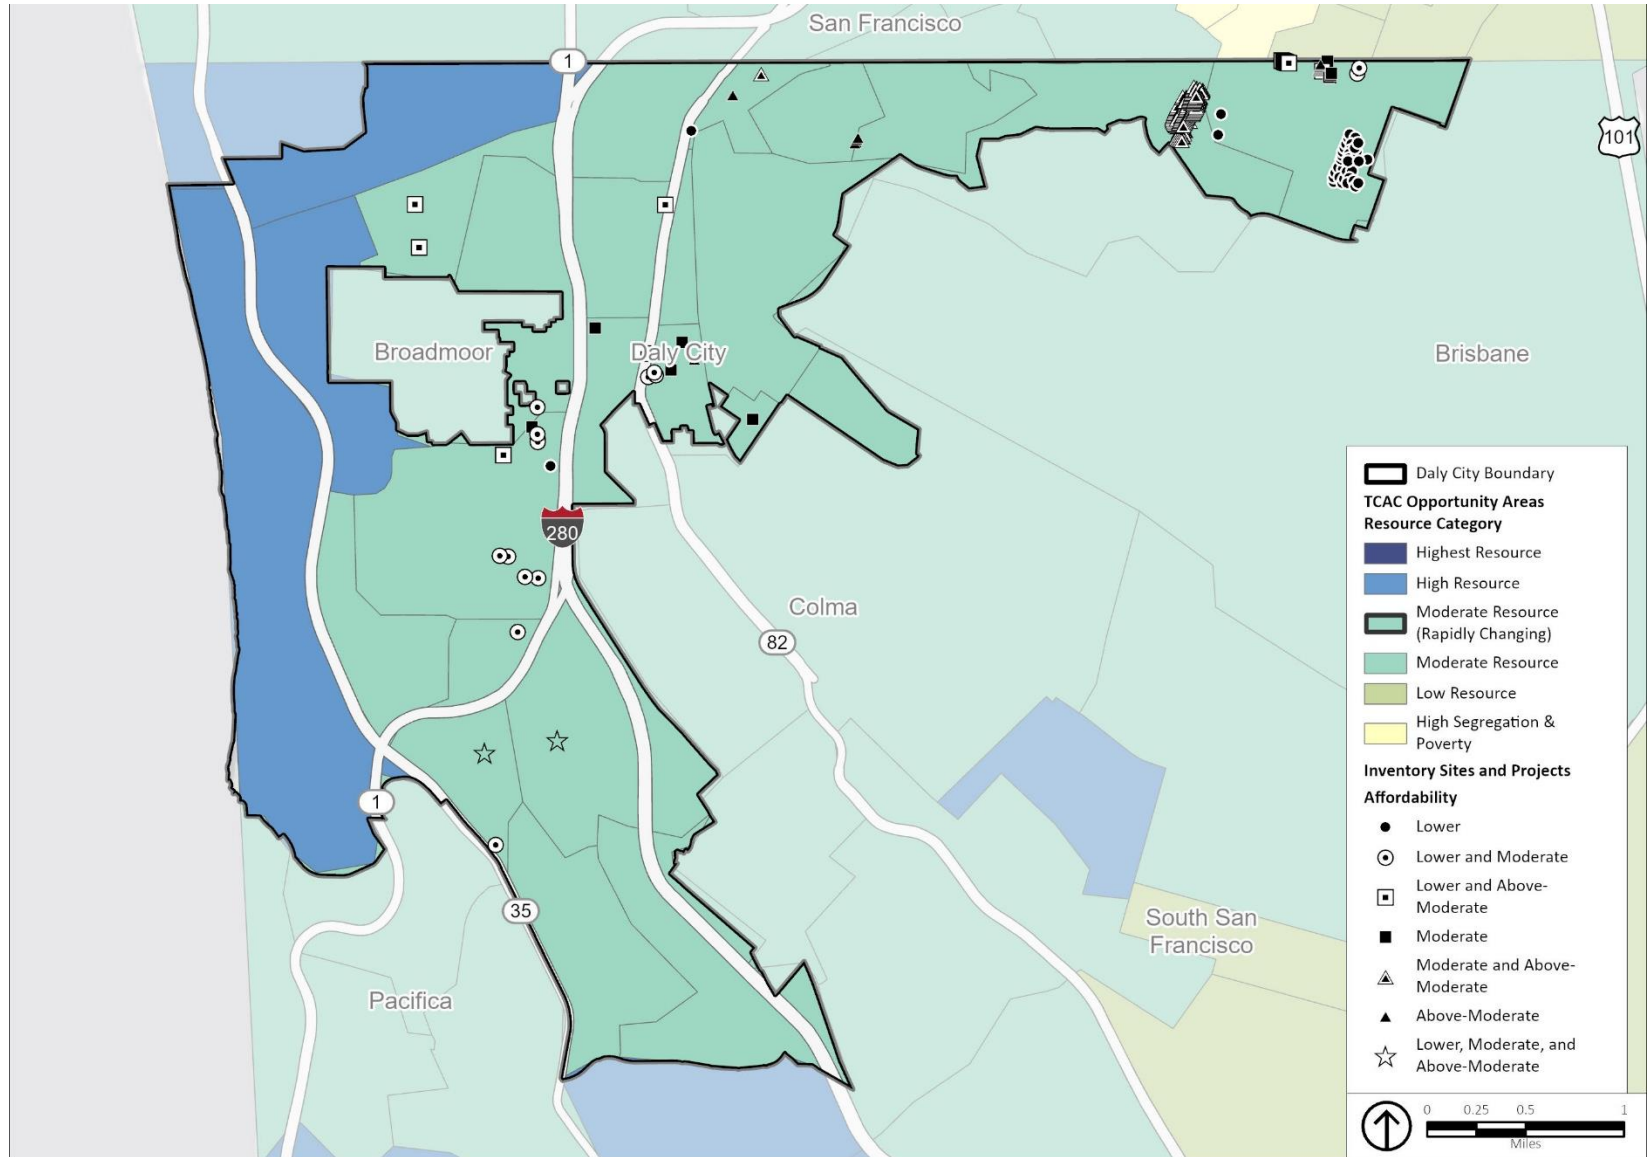 San Francisco
1
101
Broadmoor
Daly City
Brisbane
280
Colma
82
1
35
South San
Francisco
Pacifica
Daly City Boundary
TCAC Opportunity Areas
Resource Category
Highest Resource
High Resource
Moderate Resource
(Rapidly Changing)
Moderate Resource
Low Resource
High Segregation &
Poverty
Inventory Sites and Projects
Affordability
Lower
Lower and Moderate
Lower and Above-
Moderate
Moderate
Moderate and Above-
Moderate
Above-Moderate
Lower, Moderate, and
Above-Moderate
0 0.25 0.5 1
Miles